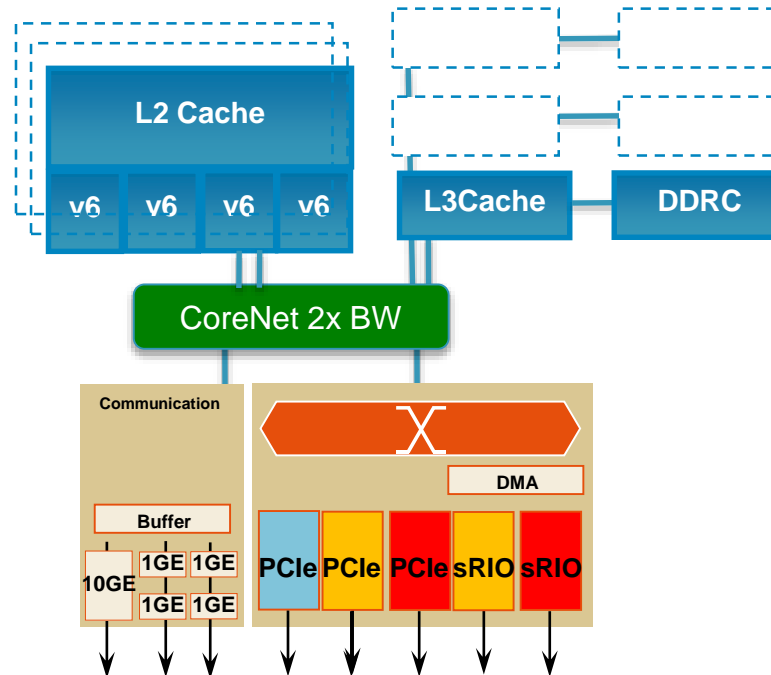 L2 Cache
v6 v6 v6 v6
L3Cache
DDRC
CoreNet 2x BW
Communication
DMA
Buffer
10GE
1GE 1GE
1GE 1GE
PCIe PCIe PCIe sRIO sRIO